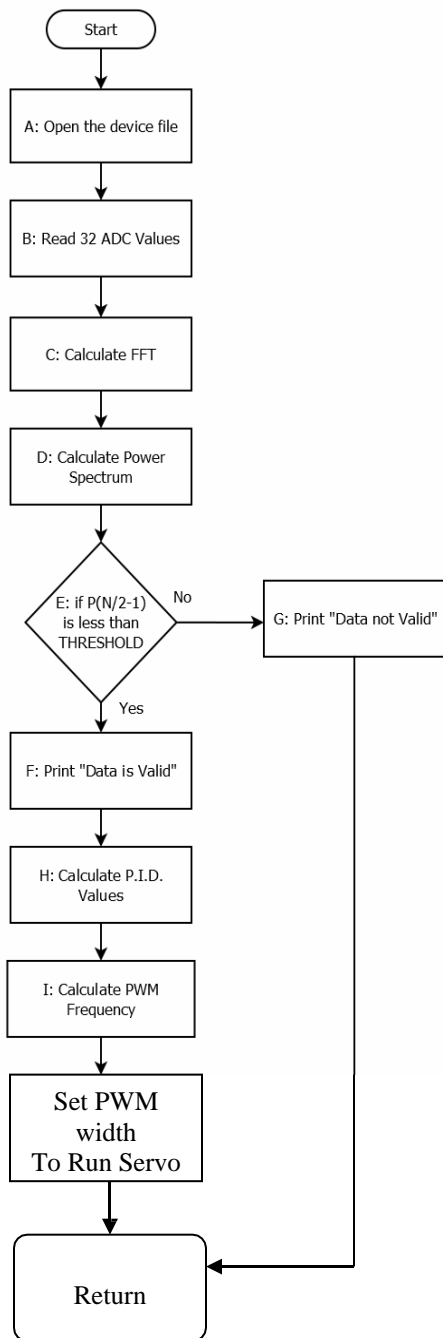 Start
A: Open the device file
B: Read 32 ADC Values
C: Calculate FFT
D: Calculate Power
Spectrum
E: if P(N/2-1)
is less than
THRESHOLD
No
G: Print "Data not Valid"
Yes
F: Print "Data is Valid"
H: Calculate P.I.D.
Values
I: Calculate PWM
Frequency
Set PWM
width
To Run Servo
Return